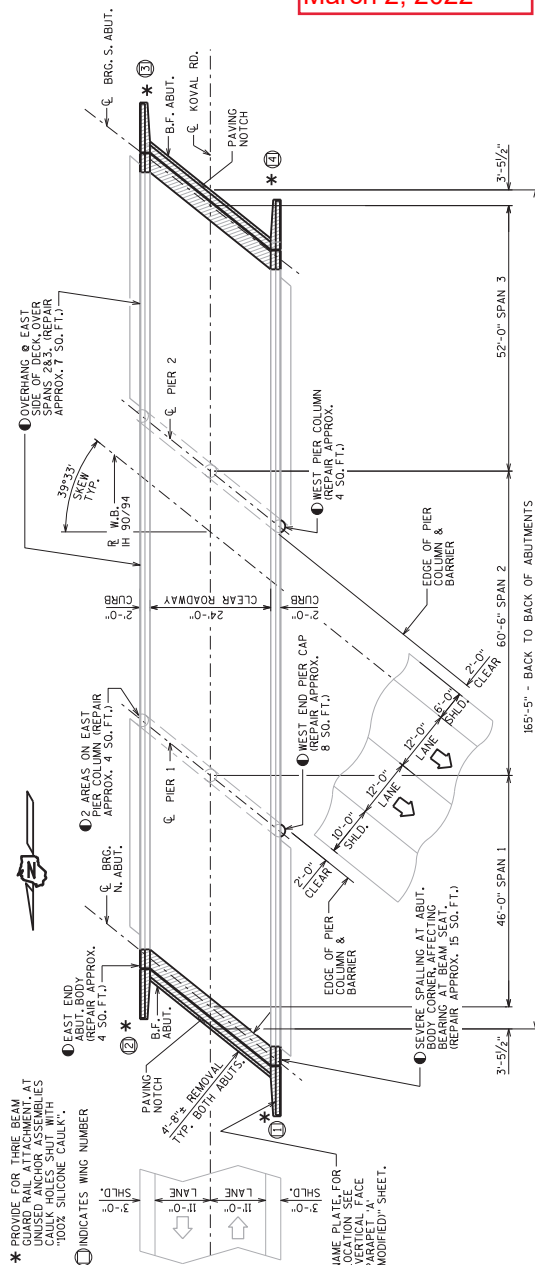 March 2, 2022
* PROVIDE FOR THRIE BEAM
GUARD RAIL ATTACHMENT. AT
UNUSED ANCHOR ASSEMBLIES
CAULK HOLES SHUT WITH
"100% SILICONE CAULK".
INDICATES WING NUMBER
N
℄ BRG.
N. ABUT.
EAST END
ABUT. BODY
(REPAIR APPROX.
4 SQ. FT.)
2 *
B.F.
ABUT.
PAVING
NOTCH
4'-8"± REMOVAL
TYP. BOTH ABUTS.
* 1
3'-0"
SHLD.
11'-0"
LANE
11'-0"
LANE
3'-0"
SHLD.
NAME PLATE. FOR
LOCATION SEE
"VERTICAL FACE
PARAPET 'A'
(MODIFIED)" SHEET.
2 AREAS ON EAST
PIER COLUMN (REPAIR
APPROX. 4 SQ. FT.)
℄ PIER 1
2'-0"
CURB
24'-0"
CLEAR ROADWAY
2'-0"
CURB
39°33'
SKEW
TYP.
R W.B.
IH 90/94
OVERHANG @ EAST
SIDE OF DECK, OVER
SPANS 2&3. (REPAIR
APPROX. 7 SQ. FT.)
℄ PIER 2
℄ BRG. S. ABUT.
* 3
B.F. ABUT.
℄ KOVAL RD.
PAVING
NOTCH
* 4
WEST PIER COLUMN
(REPAIR APPROX.
4 SQ. FT.)
WEST END PIER CAP
(REPAIR APPROX.
8 SQ. FT.)
EDGE OF PIER
COLUMN &
BARRIER
2'-0"
CLEAR
10'-0"
SHLD.
12'-0"
LANE
12'-0"
LANE
6'-0"
SHLD.
2'-0"
CLEAR
EDGE OF PIER
COLUMN &
BARRIER
SEVERE SPALLING AT ABUT.
BODY CORNER, AFFECTING
BEARING AT BEAM SEAT.
(REPAIR APPROX. 15 SQ. FT.)
3'-5½"
46'-0" SPAN 1
60'-6" SPAN 2
52'-0" SPAN 3
3'-5½"
165'-5" - BACK TO BACK OF ABUTMENTS